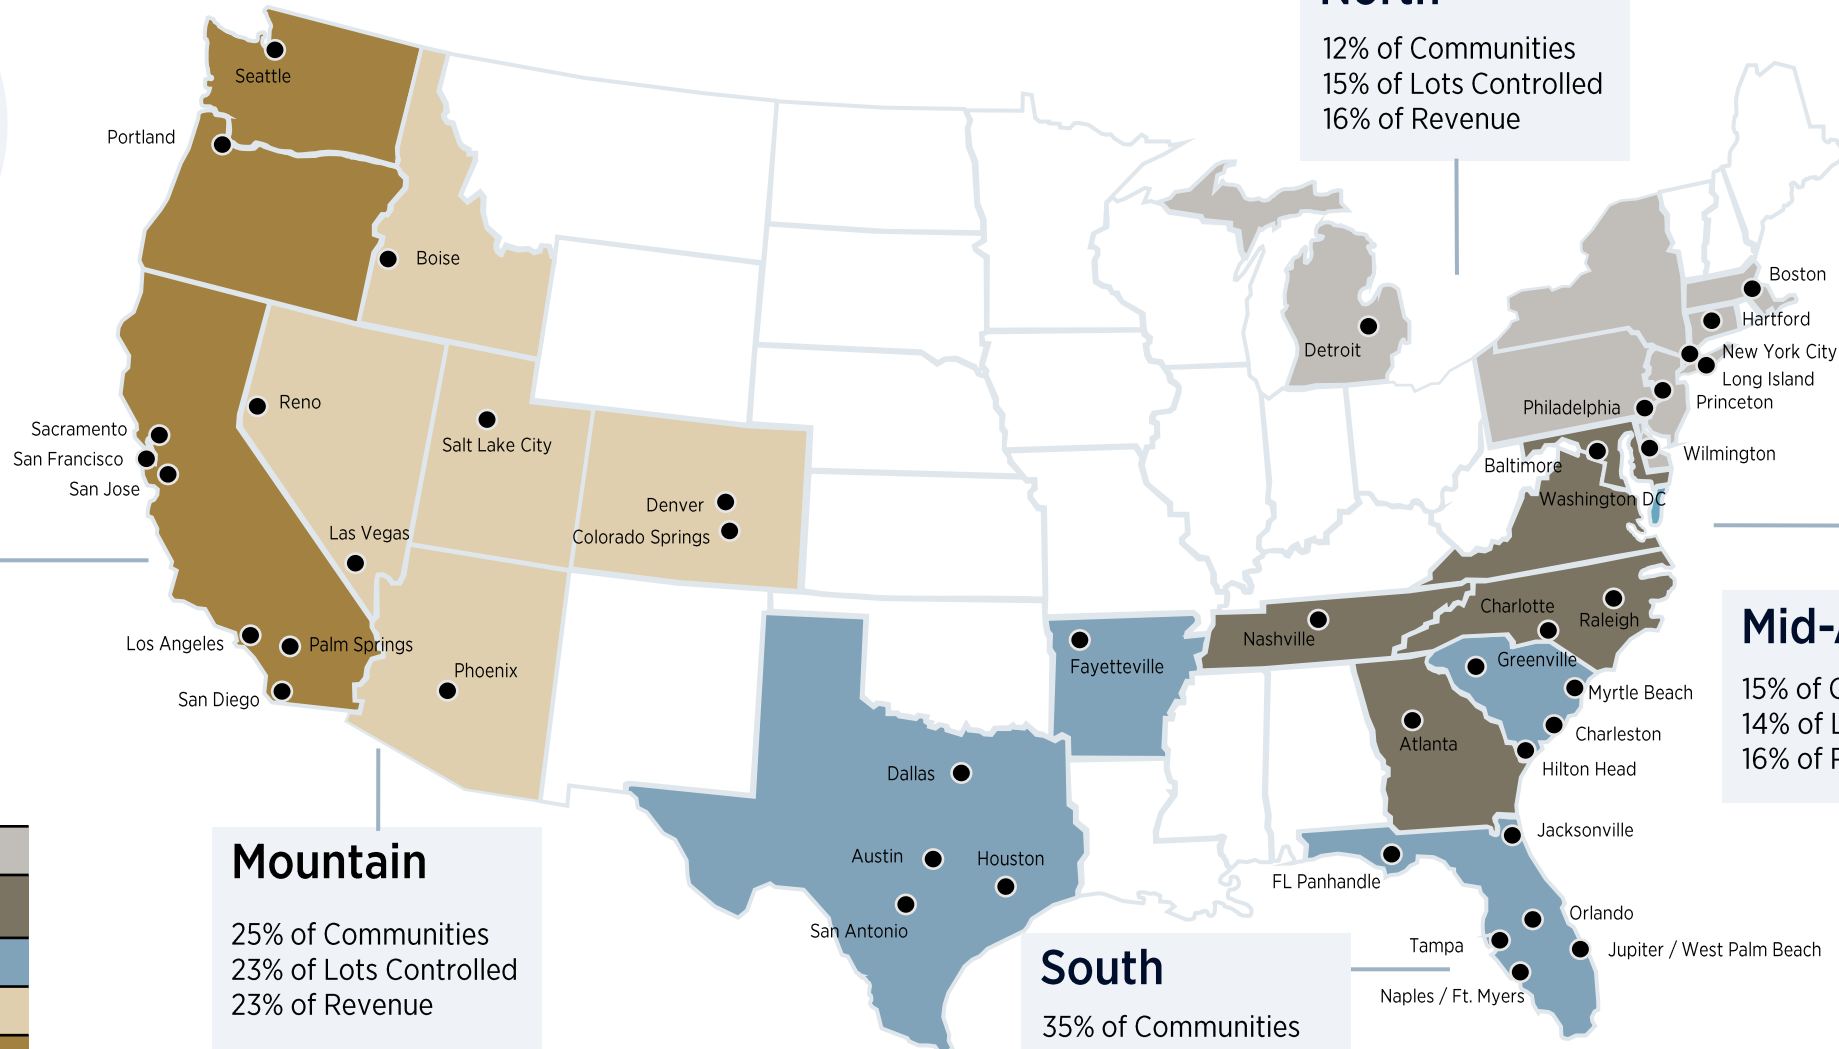 North
12% of Communities
15% of Lots Controlled
16% of Revenue
Seattle
Portland
Boise
Boston
Hartford
New York City
Long Island
Princeton
Detroit
Philadelphia
Wilmington
Baltimore
Washington DC
Reno
Sacramento
San Francisco
San Jose
Salt Lake City
Denver
Colorado Springs
Las Vegas
Los Angeles
Palm Springs
San Diego
Phoenix
Charlotte
Raleigh
Nashville
Fayetteville
Greenville
Myrtle Beach
Charleston
Hilton Head
Atlanta
Mid-
15% of
14% of
16% of
Dallas
Austin
Houston
San Antonio
Jacksonville
FL Panhandle
Orlando
Tampa
Jupiter / West Palm Beach
Naples / Ft. Myers
Mountain
25% of Communities
23% of Lots Controlled
23% of Revenue
South
35% of Communities